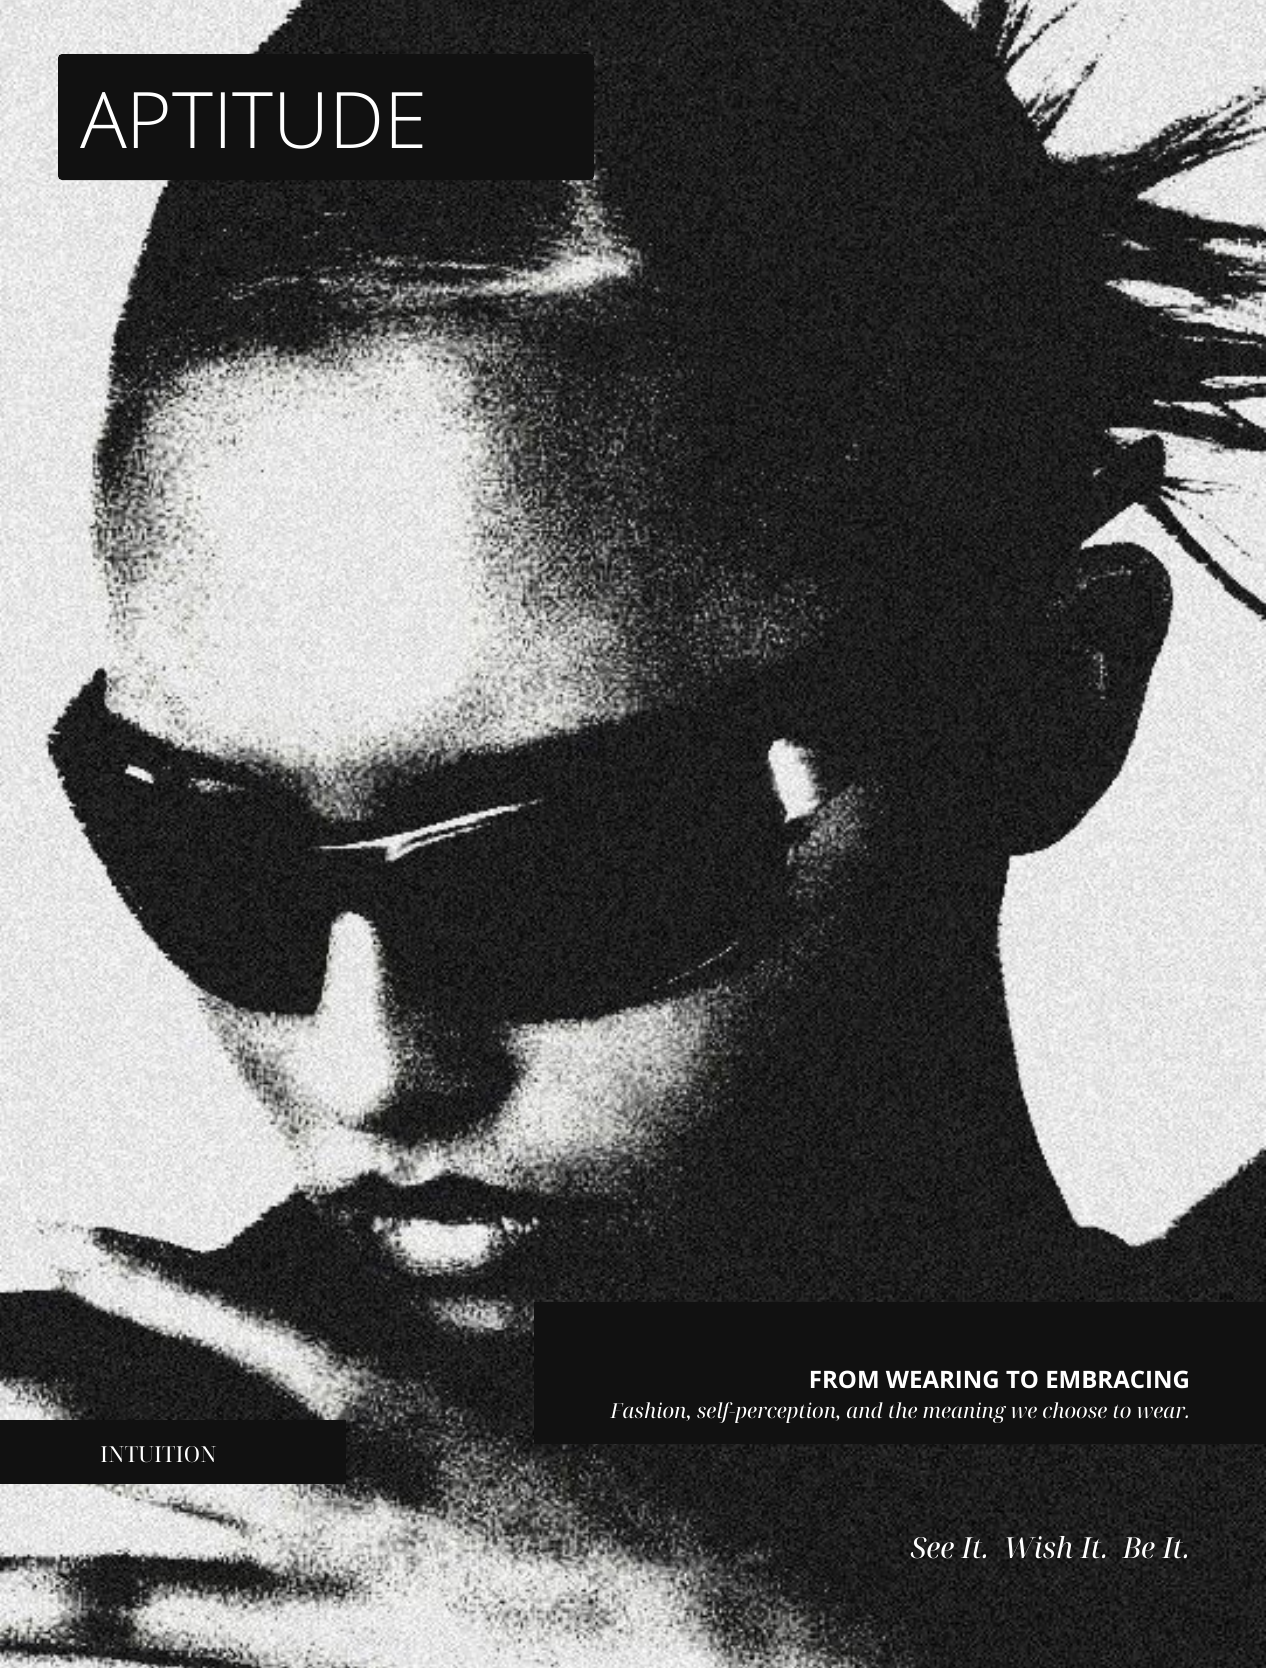 APTITUDE
FROM WEARING TO EMBRACING
Fashion, self-perception, and the meaning we choose to wear.
INTUITION
See It. Wish It. Be It.